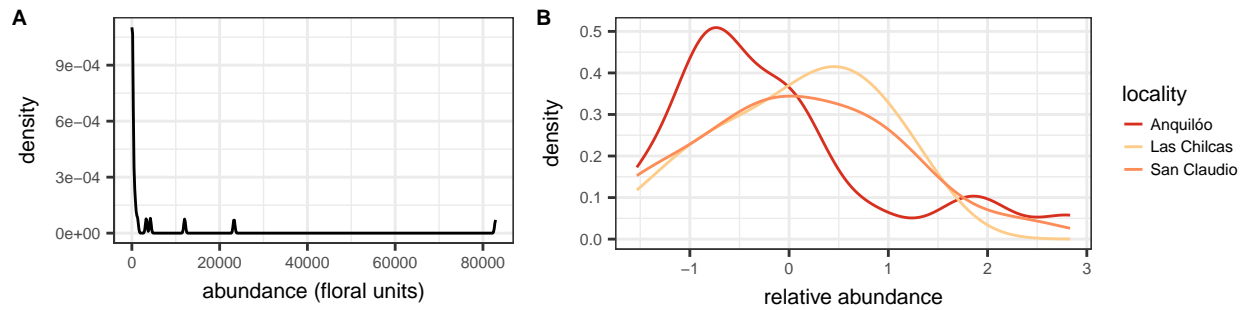 A
density
9e−04
6e−04
3e−04
0e+00
0
20000
40000
60000
80000
abundance (floral units)
B
density
0.5
0.4
0.3
0.2
0.1
0.0
−1
0
1
2
3
relative abundance
locality
Anquilóo
Las Chilcas
San Claudio